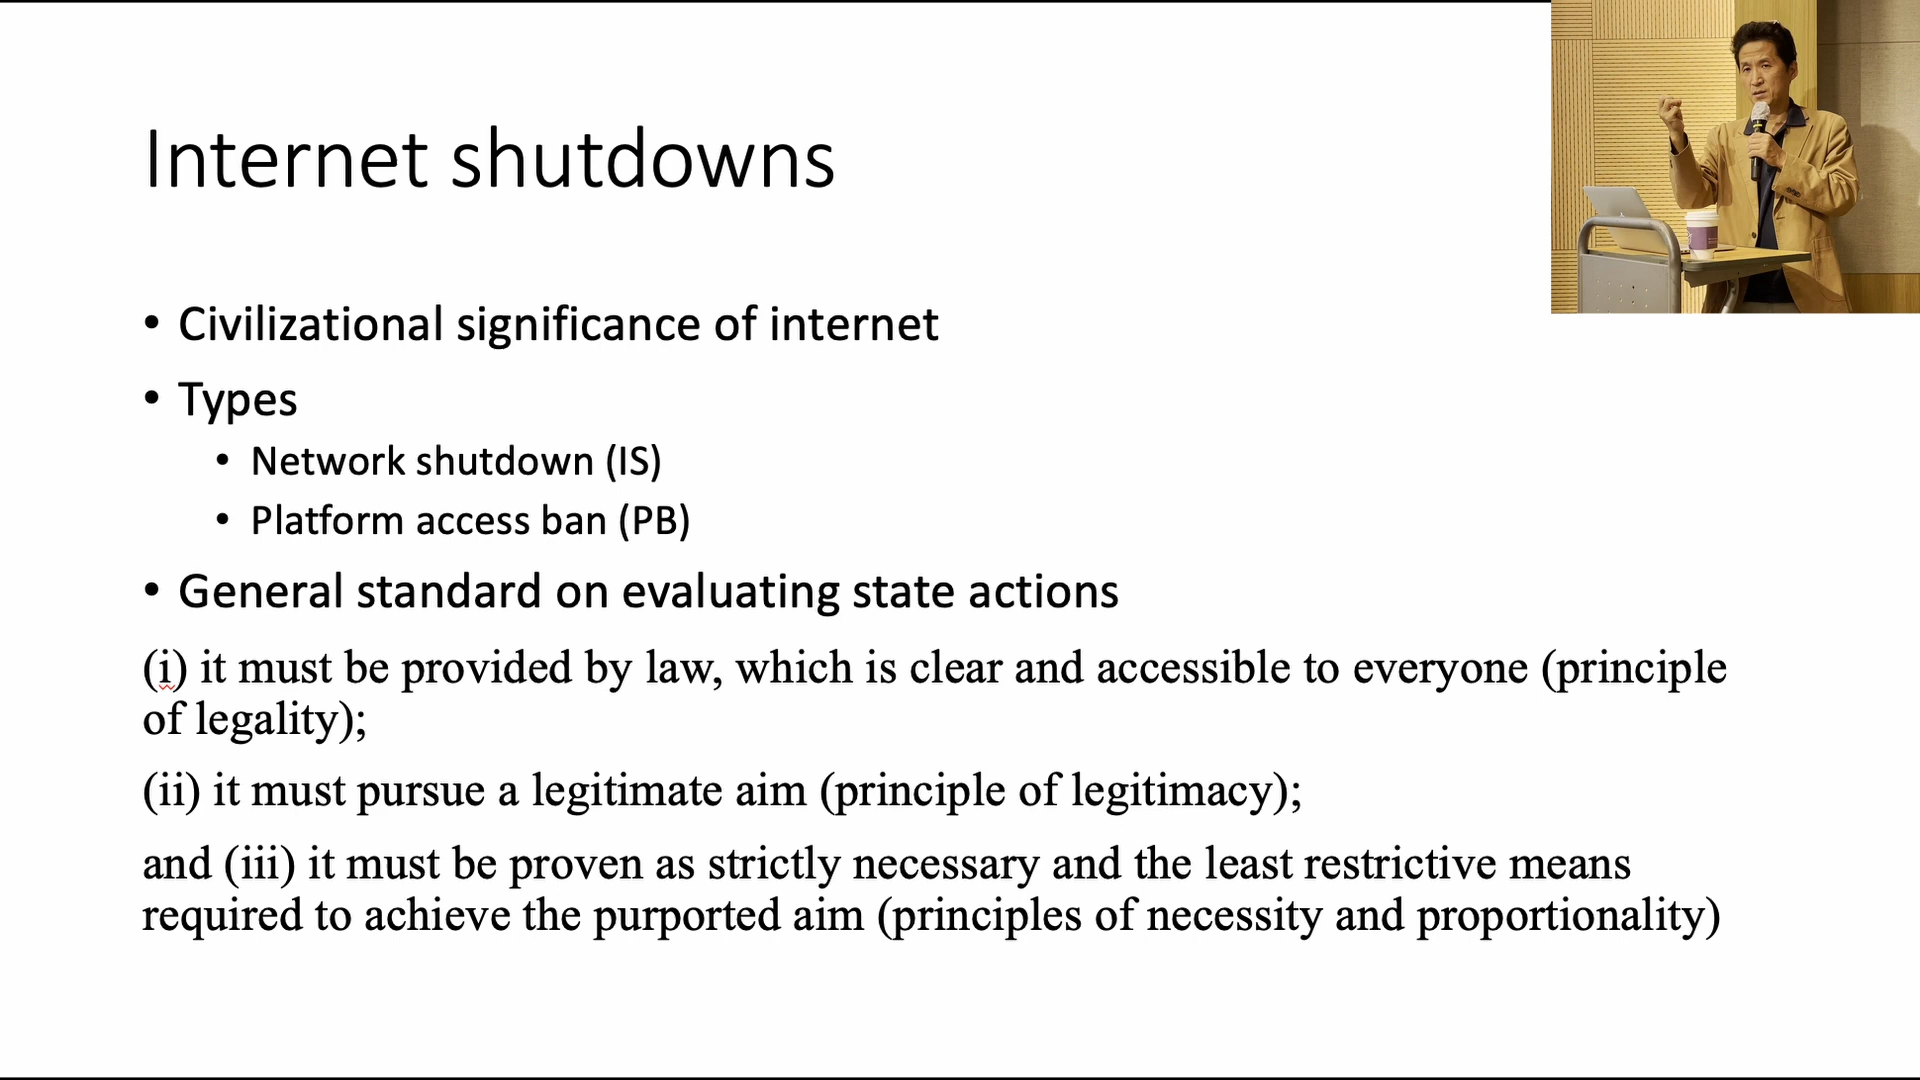 Internet shutdowns
• Civilizational significance of internet
• Types
• Network shutdown (IS)
• Platform access ban (PB)
• General standard on evaluating state actions
(i) it must be provided by law, which is clear and accessible to everyone (principle
of legality);
(ii) it must pursue a legitimate aim (principle of legitimacy);
and (iii) it must be proven as strictly necessary and the least restrictive means
required to achieve the purported aim (principles of necessity and proportionality)